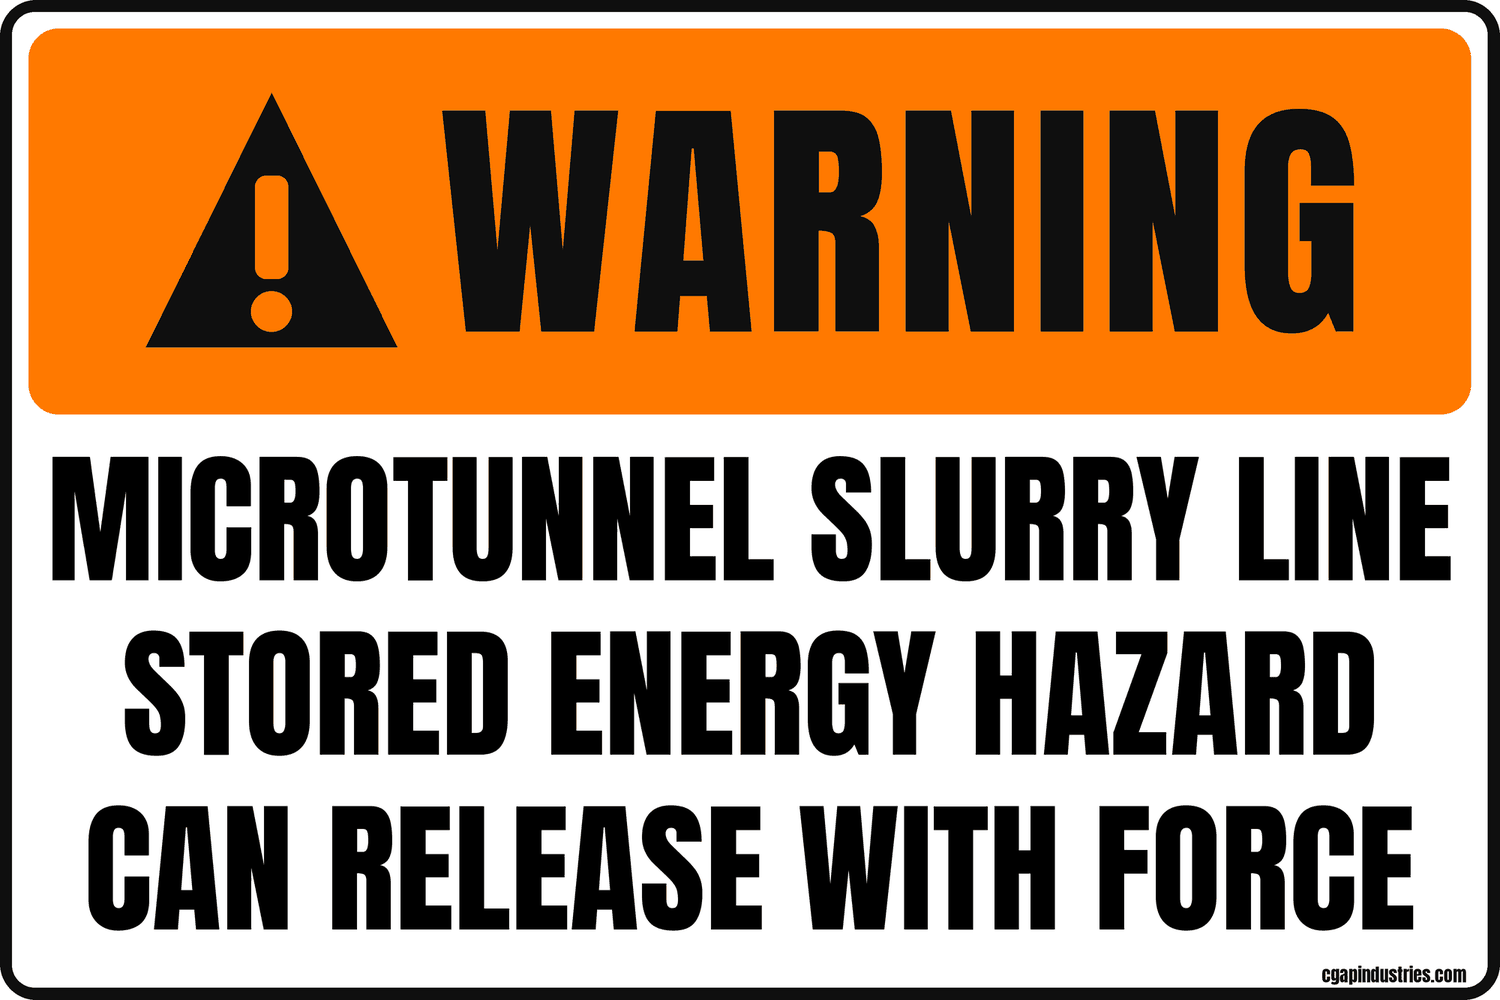 WARNING
MICROTUNNEL SLURRY LINE
STORED ENERGY HAZARD
CAN RELEASE WITH FORCE
cgapindustries.com